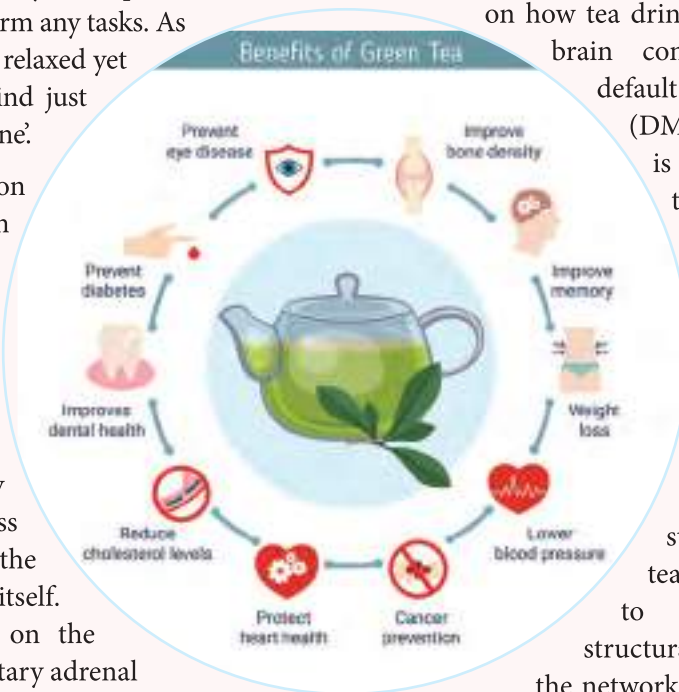 rm any tasks. As
relaxed yet
ind just
ne'.
on
n
y
ss
the
itself.
on the
tary adrenal
Benefits of Green Tea
Prevent
eye disease
Improve
bone density
Prevent
diabetes
Improve
memory
Improves
dental health
Weight
loss
Reduce
cholesterol levels
Lower
blood pressure
Protect
heart health
Cancer
prevention
on how tea drin
brain con
default
(DM
is
t
s
tea
to
structura
the network